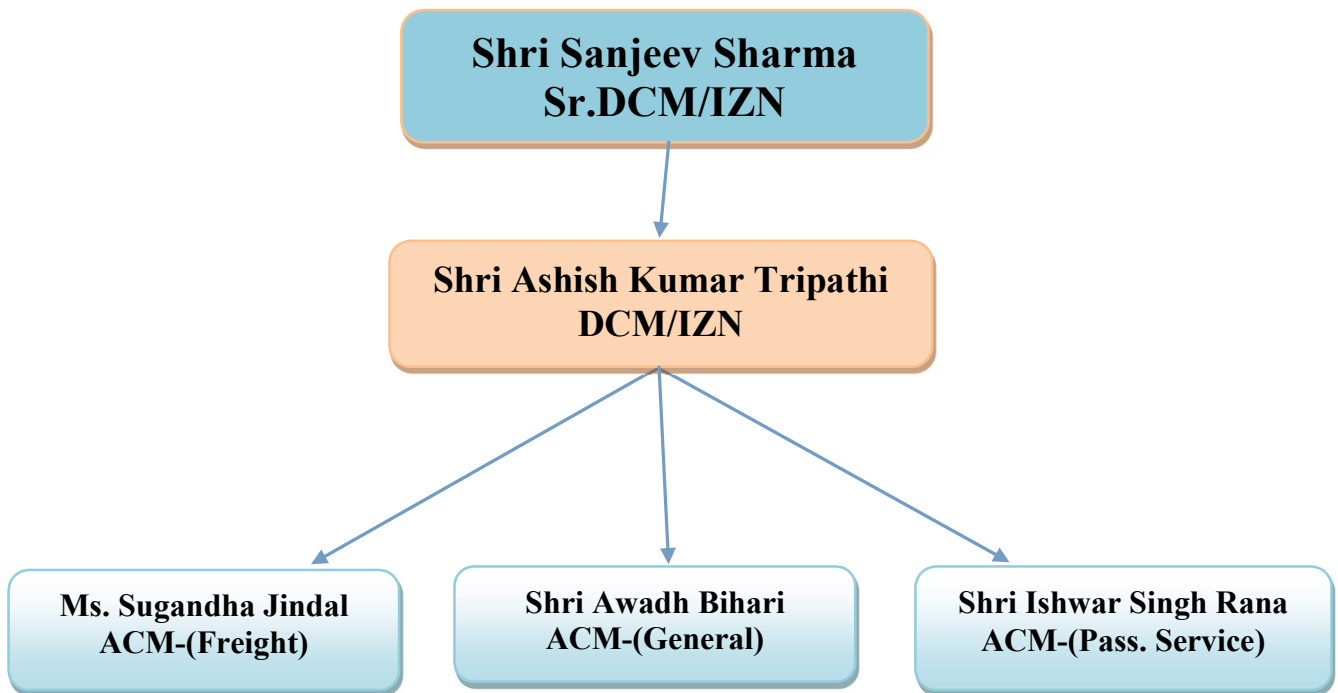 Shri Sanjeev Sharma
Sr.DCM/IZN
Shri Ashish Kumar Tripathi
DCM/IZN
Ms. Sugandha Jindal
ACM-(Freight)
Shri Awadh Bihari
ACM-(General)
Shri Ishwar Singh Rana
ACM-(Pass. Service)